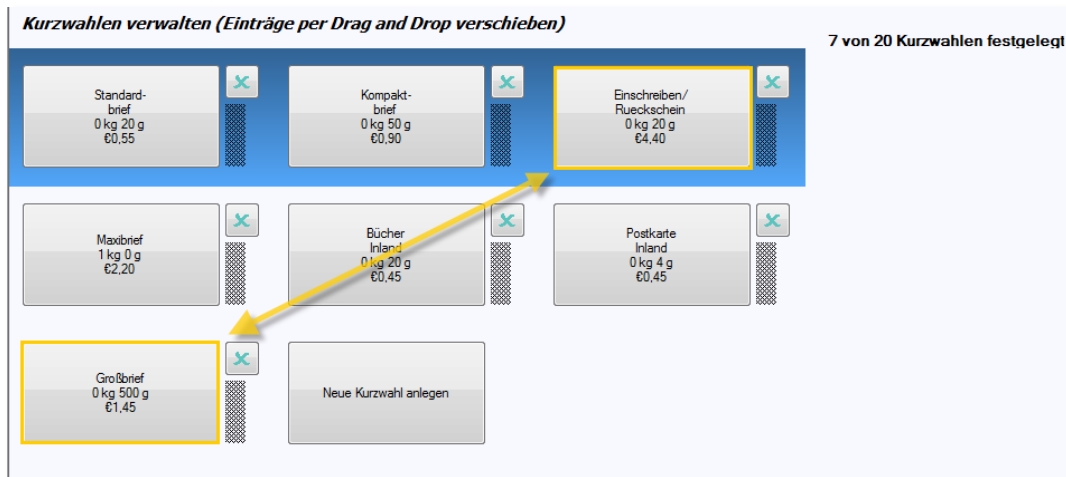 Kurzwahlen verwalten (Einträge per Drag and Drop verschieben)
7 von 20 Kurzwahlen festgelegt
Standard-
brief
0 kg 20 g
€0,55
Kompakt-
brief
0 kg 50 g
€0,90
Einschreiben/
Rueckschein
0 kg 20 g
€4,40
Maxibrief
1 kg 0 g
€2,20
Bücher
Inland
0 kg 20 g
€0,45
Postkarte
Inland
0 kg 4 g
€0,45
Großbrief
0 kg 500 g
€1,45
Neue Kurzwahl anlegen